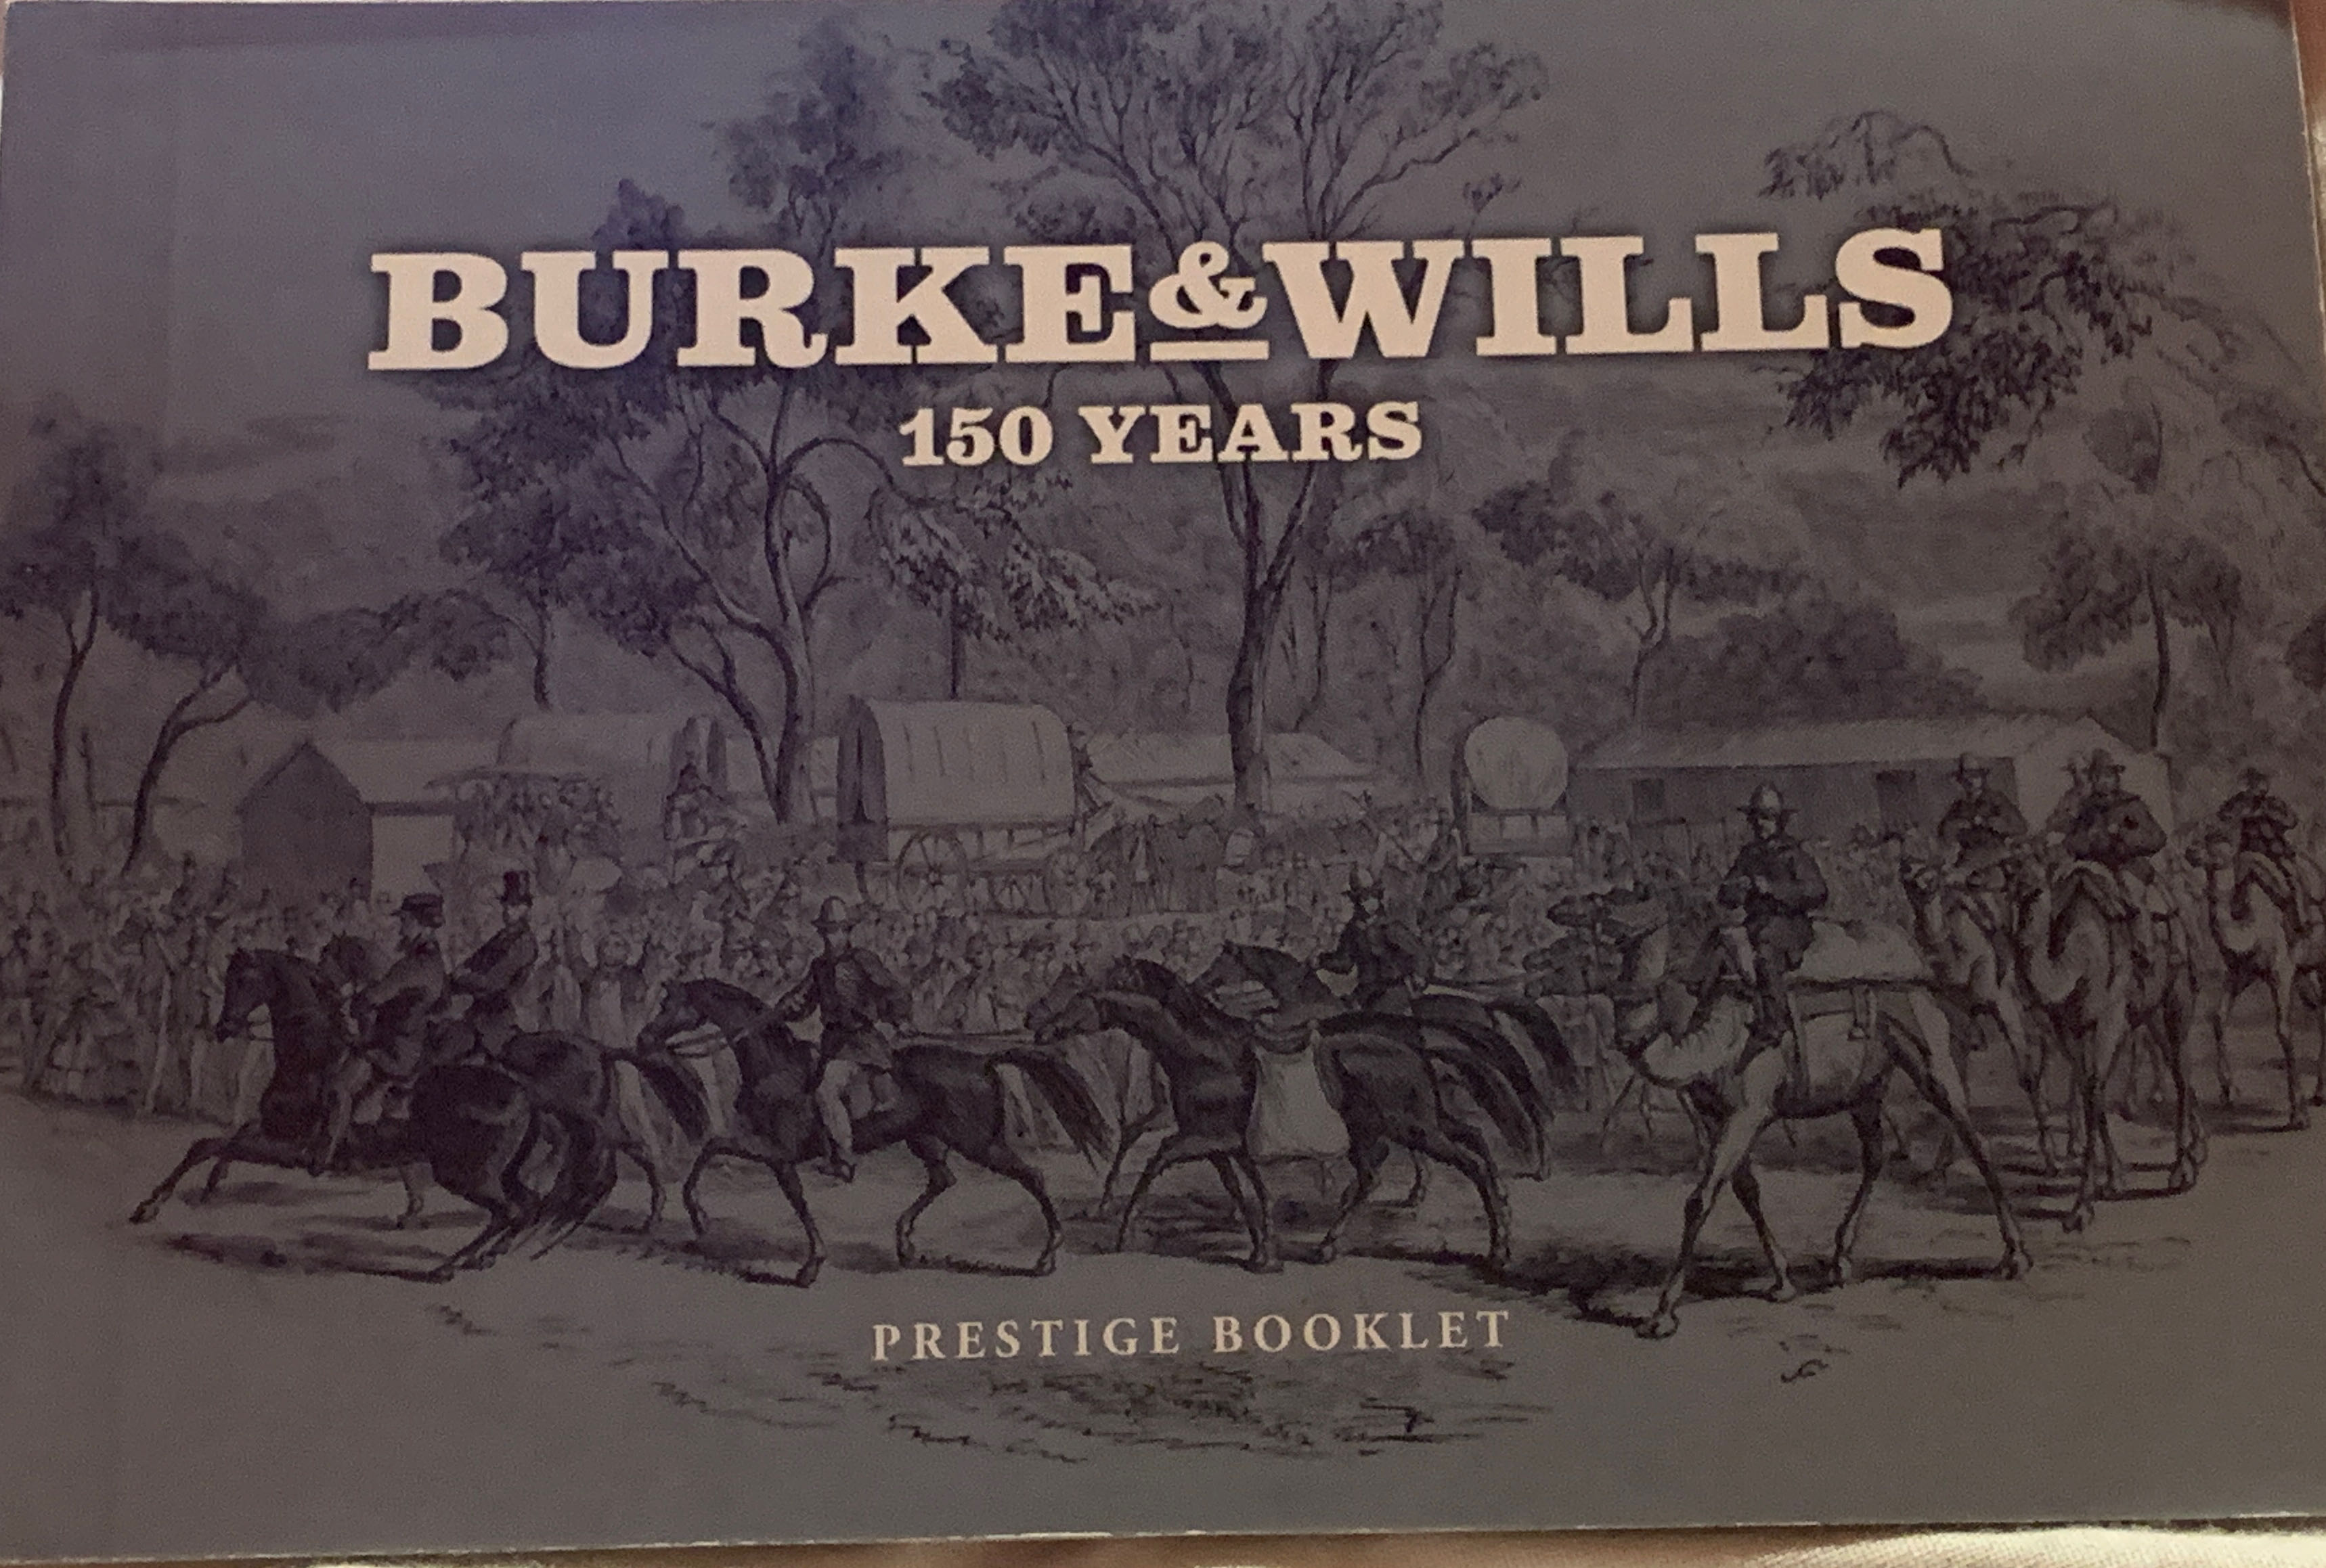 BURKE & WILLS
150 YEARS
PRESTIGE BOOKLET